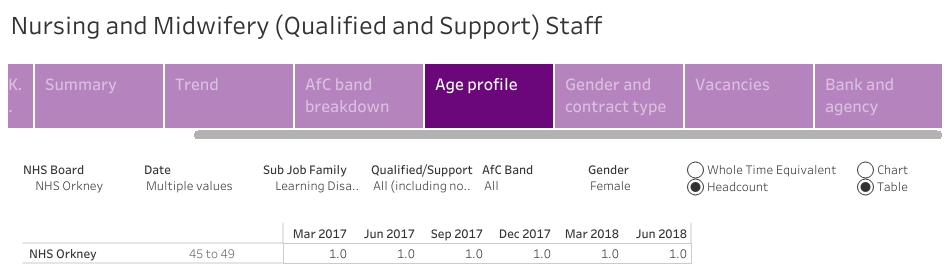 Nursing and Midwifery (Qualified and Support) Staff
K. Summary Trend AfC band Age profile Gender and Vacancies Bank and
. breakdown contract type agency
NHS Board Date Sub Job Family Qualified/Support AfC Band Gender Whole Time Equivalent Chart
NHS Orkney Multiple values Learning Disa.. All (including no.. All Female Headcount Table
Mar 2017 Jun 2017 Sep 2017 Dec 2017 Mar 2018 Jun 2018
NHS Orkney 45 to 49 1.0 1.0 1.0 1.0 1.0 1.0